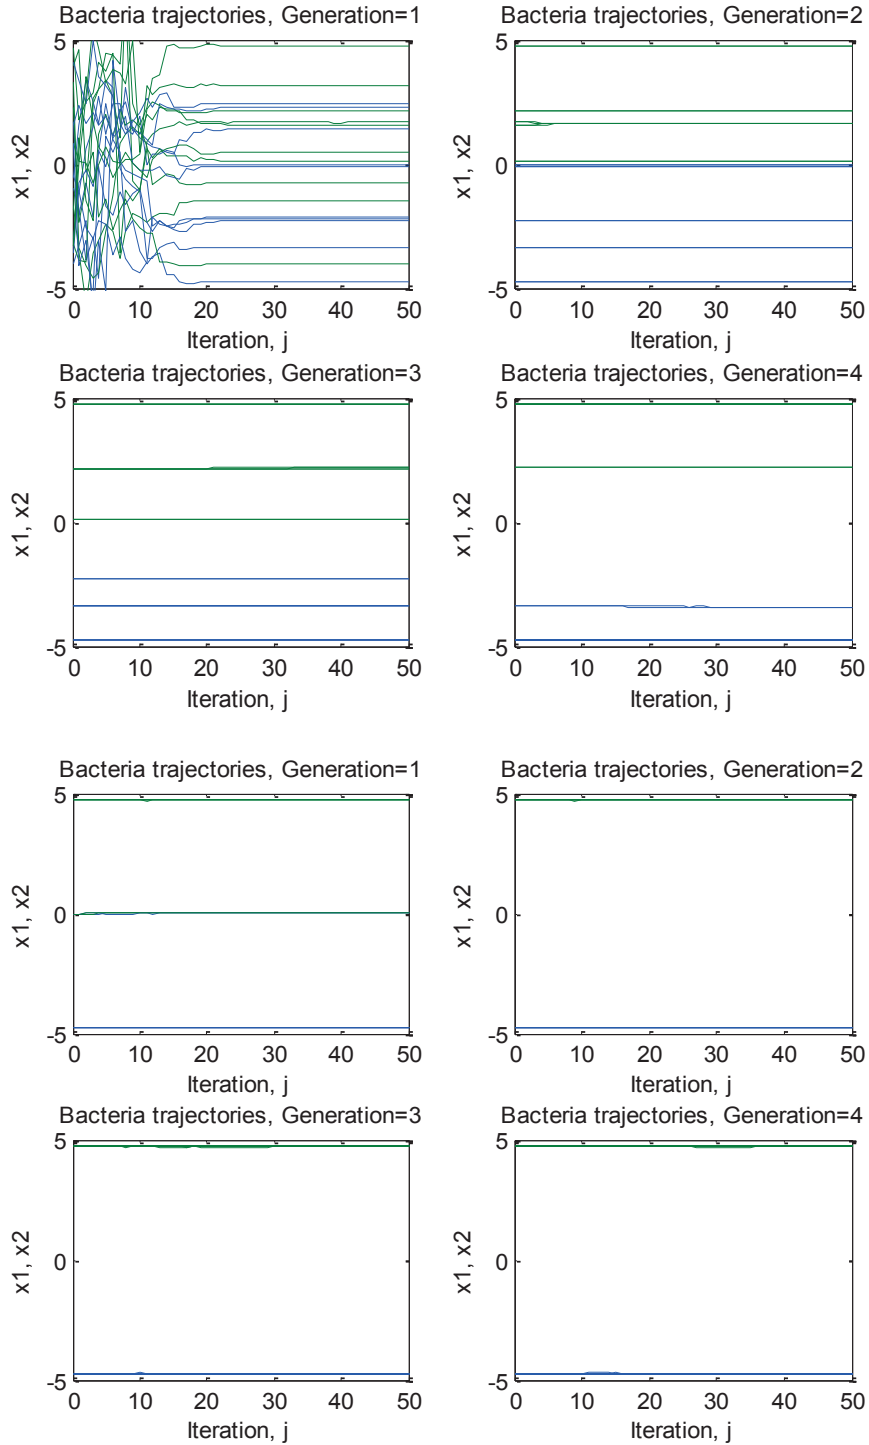 Bacteria trajectories, Generation=1
5
0
-5
x1, x2
0 10 20 30 40 50
Iteration, j
Bacteria trajectories, Generation=2
5
0
-5
x1, x2
0 10 20 30 40 50
Iteration, j
Bacteria trajectories, Generation=3
5
0
-5
x1, x2
0 10 20 30 40 50
Iteration, j
Bacteria trajectories, Generation=4
5
0
-5
x1, x2
0 10 20 30 40 50
Iteration, j
Bacteria trajectories, Generation=1
5
0
-5
x1, x2
0 10 20 30 40 50
Iteration, j
Bacteria trajectories, Generation=2
5
0
-5
x1, x2
0 10 20 30 40 50
Iteration, j
Bacteria trajectories, Generation=3
5
0
-5
x1, x2
0 10 20 30 40 50
Iteration, j
Bacteria trajectories, Generation=4
5
0
-5
x1, x2
0 10 20 30 40 50
Iteration, j